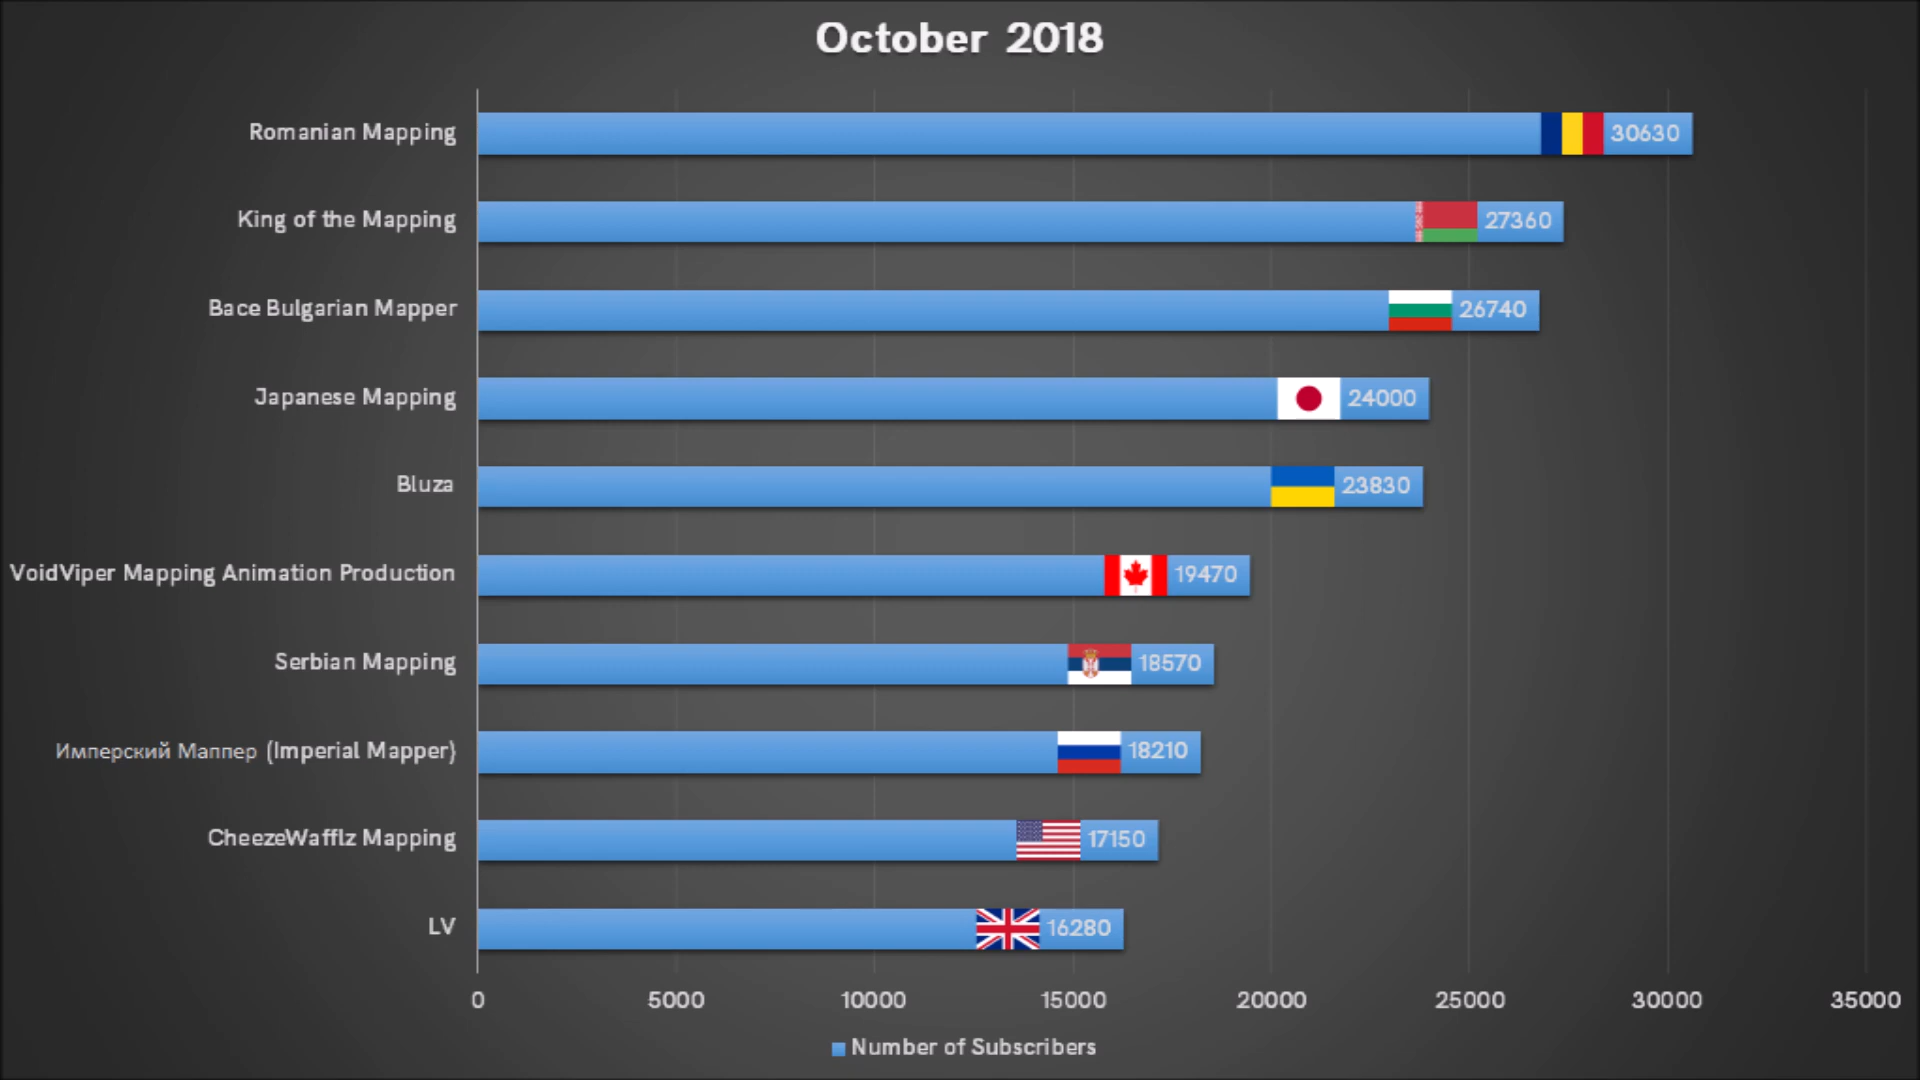 October 2018
Romanian Mapping 30630
King of the Mapping 27360
Bace Bulgarian Mapper 26740
Japanese Mapping 24000
Bluza 23830
VoidViper Mapping Animation Production 19470
Serbian Mapping 18570
Имперский Маппер (Imperial Mapper) 18210
CheezeWafflz Mapping 17150
LV 16280
0 5000 10000 15000 20000 25000 30000 35000
Number of Subscribers